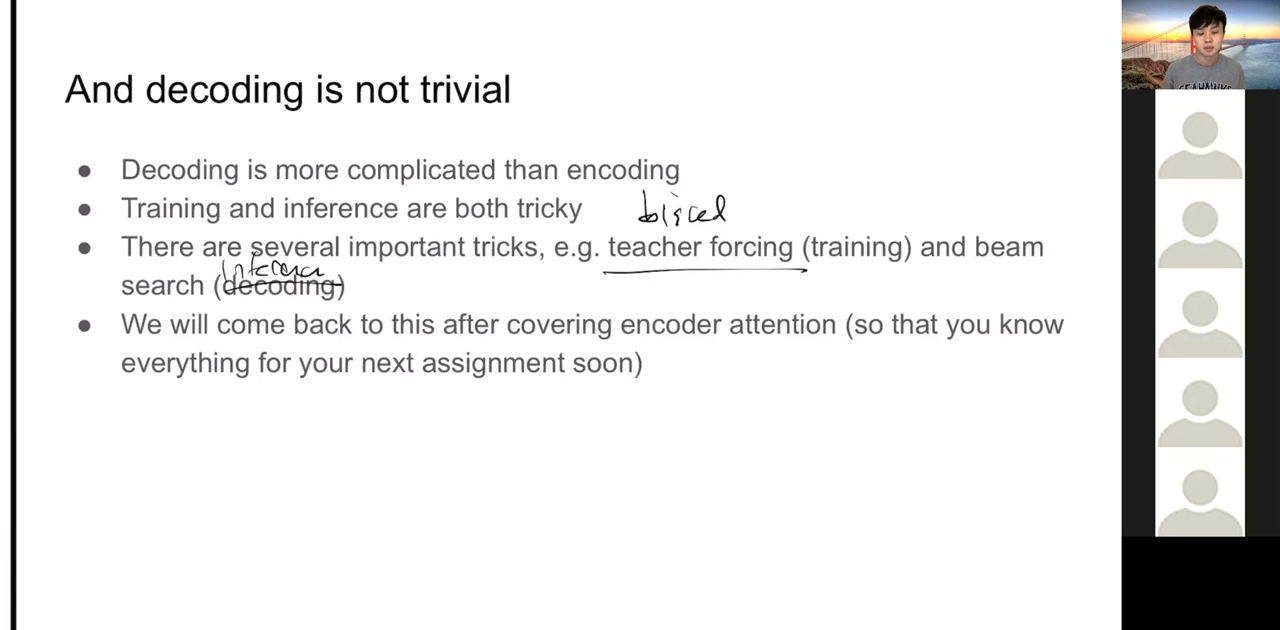 And decoding is not trivial
● Decoding is more complicated than encoding
● Training and inference are both tricky biased
● There are several important tricks, e.g. teacher forcing (training) and beam
search (decoding)
● We will come back to this after covering encoder attention (so that you know
everything for your next assignment soon)
SEAHAWKS